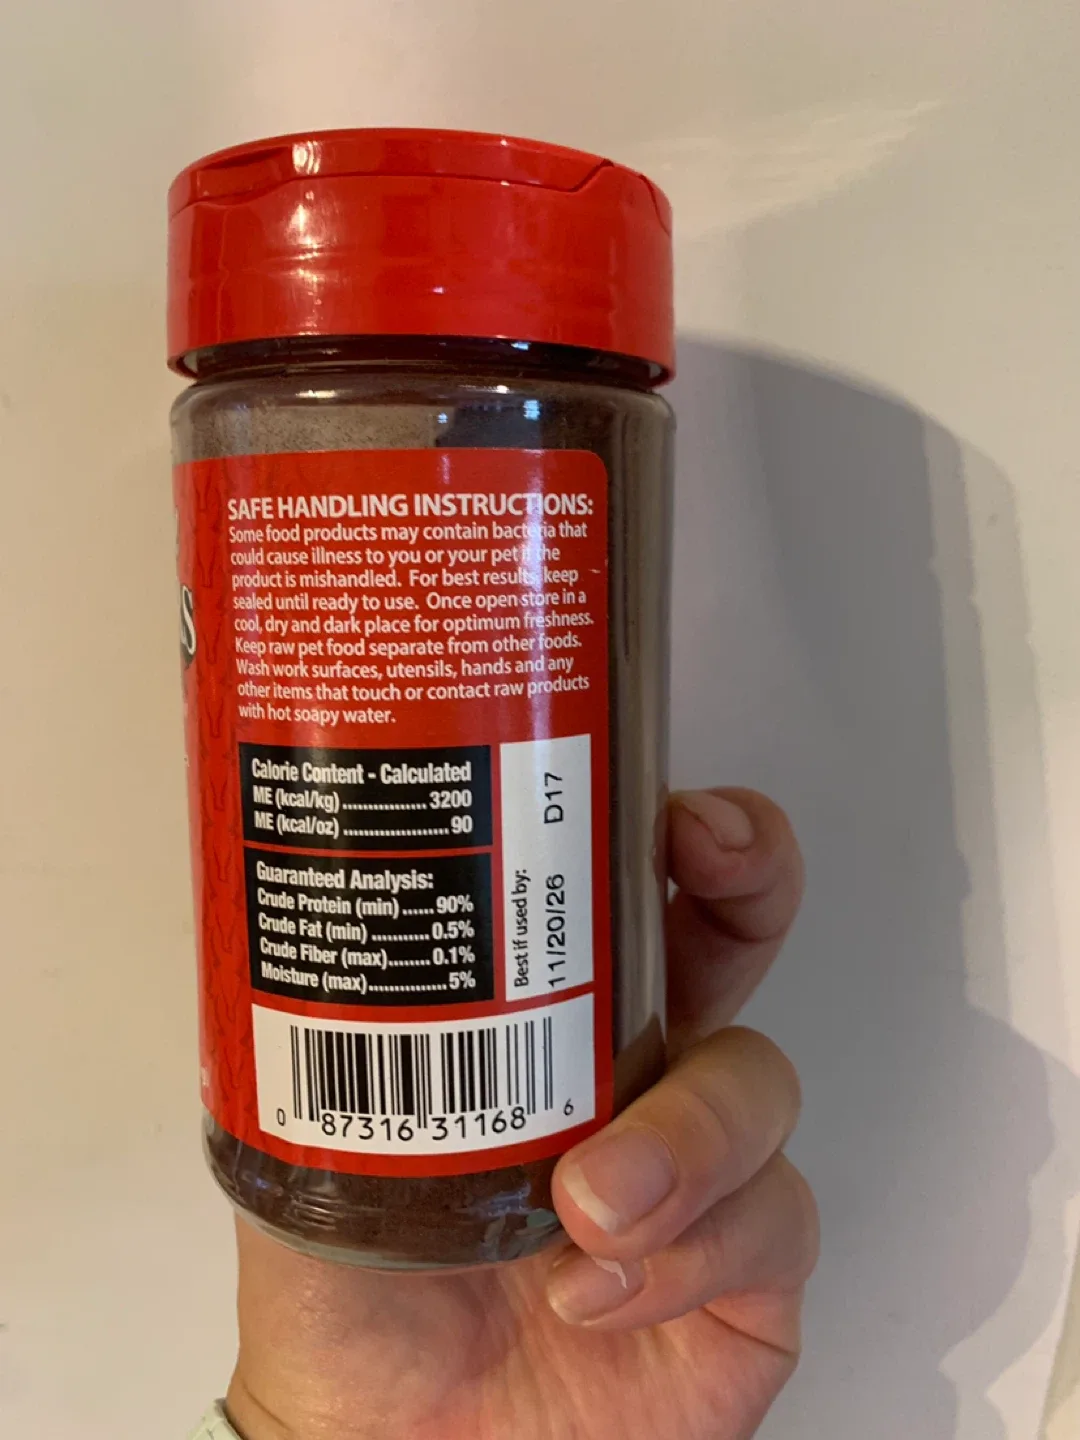 SAFE HANDLING INSTRUCTIONS:
Some food products may contain bacteria that
could cause illness to you or your pet if the
product is mishandled. For best results, keep
sealed until ready to use. Once open store in a
cool, dry and dark place for optimum freshness.
Keep raw pet food separate from other foods.
Wash work surfaces, utensils, hands and any
other items that touch or contact raw products
with hot soapy water.
Calorie Content - Calculated
ME (kcal/kg)................ 3200
ME (kcal/oz) .................... 90
Guaranteed Analysis:
Crude Protein (min) ...... 90%
Crude Fat (min) ........... 0.5%
Crude Fiber (max)........ 0.1%
Moisture (max)............... 5%
Best if used by:
11/20/26 D17
0 87316 31168 6